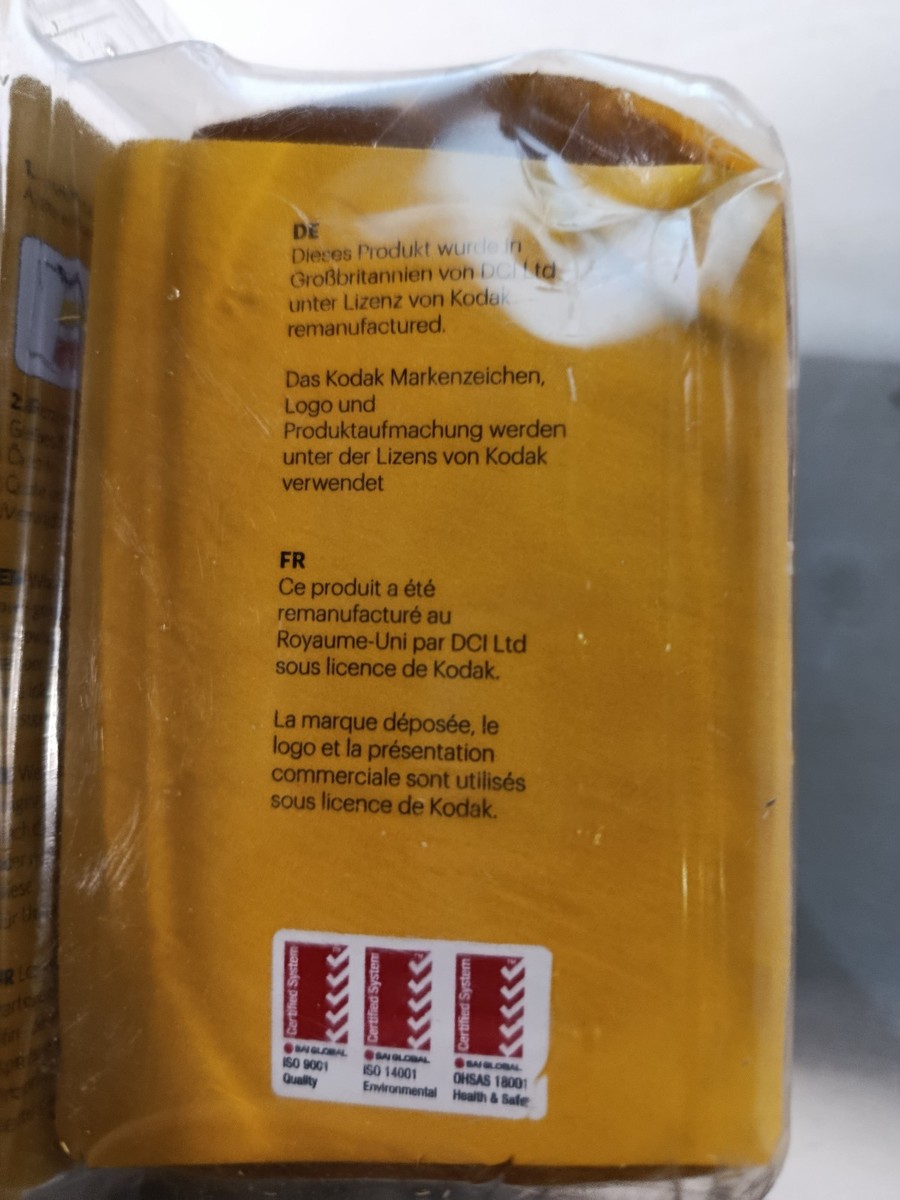 DE
Dieses Produkt wurde in
Großbritannien von DCI Ltd
unter Lizenz von Kodak
remanufactured.
Das Kodak Markenzeichen,
Logo und
Produktaufmachung werden
unter der Lizens von Kodak
verwendet
FR
Ce produit a été
remanufacturé au
Royaume-Uni par DCI Ltd
sous licence de Kodak.
La marque déposée, le
logo et la présentation
commerciale sont utilisés
sous licence de Kodak.
Certified System
SAI GLOBAL
ISO 9001
Quality
Certified System
SAI GLOBAL
ISO 14001
Environmental
Certified System
SAI GLOBAL
OHSAS 18001
Health &